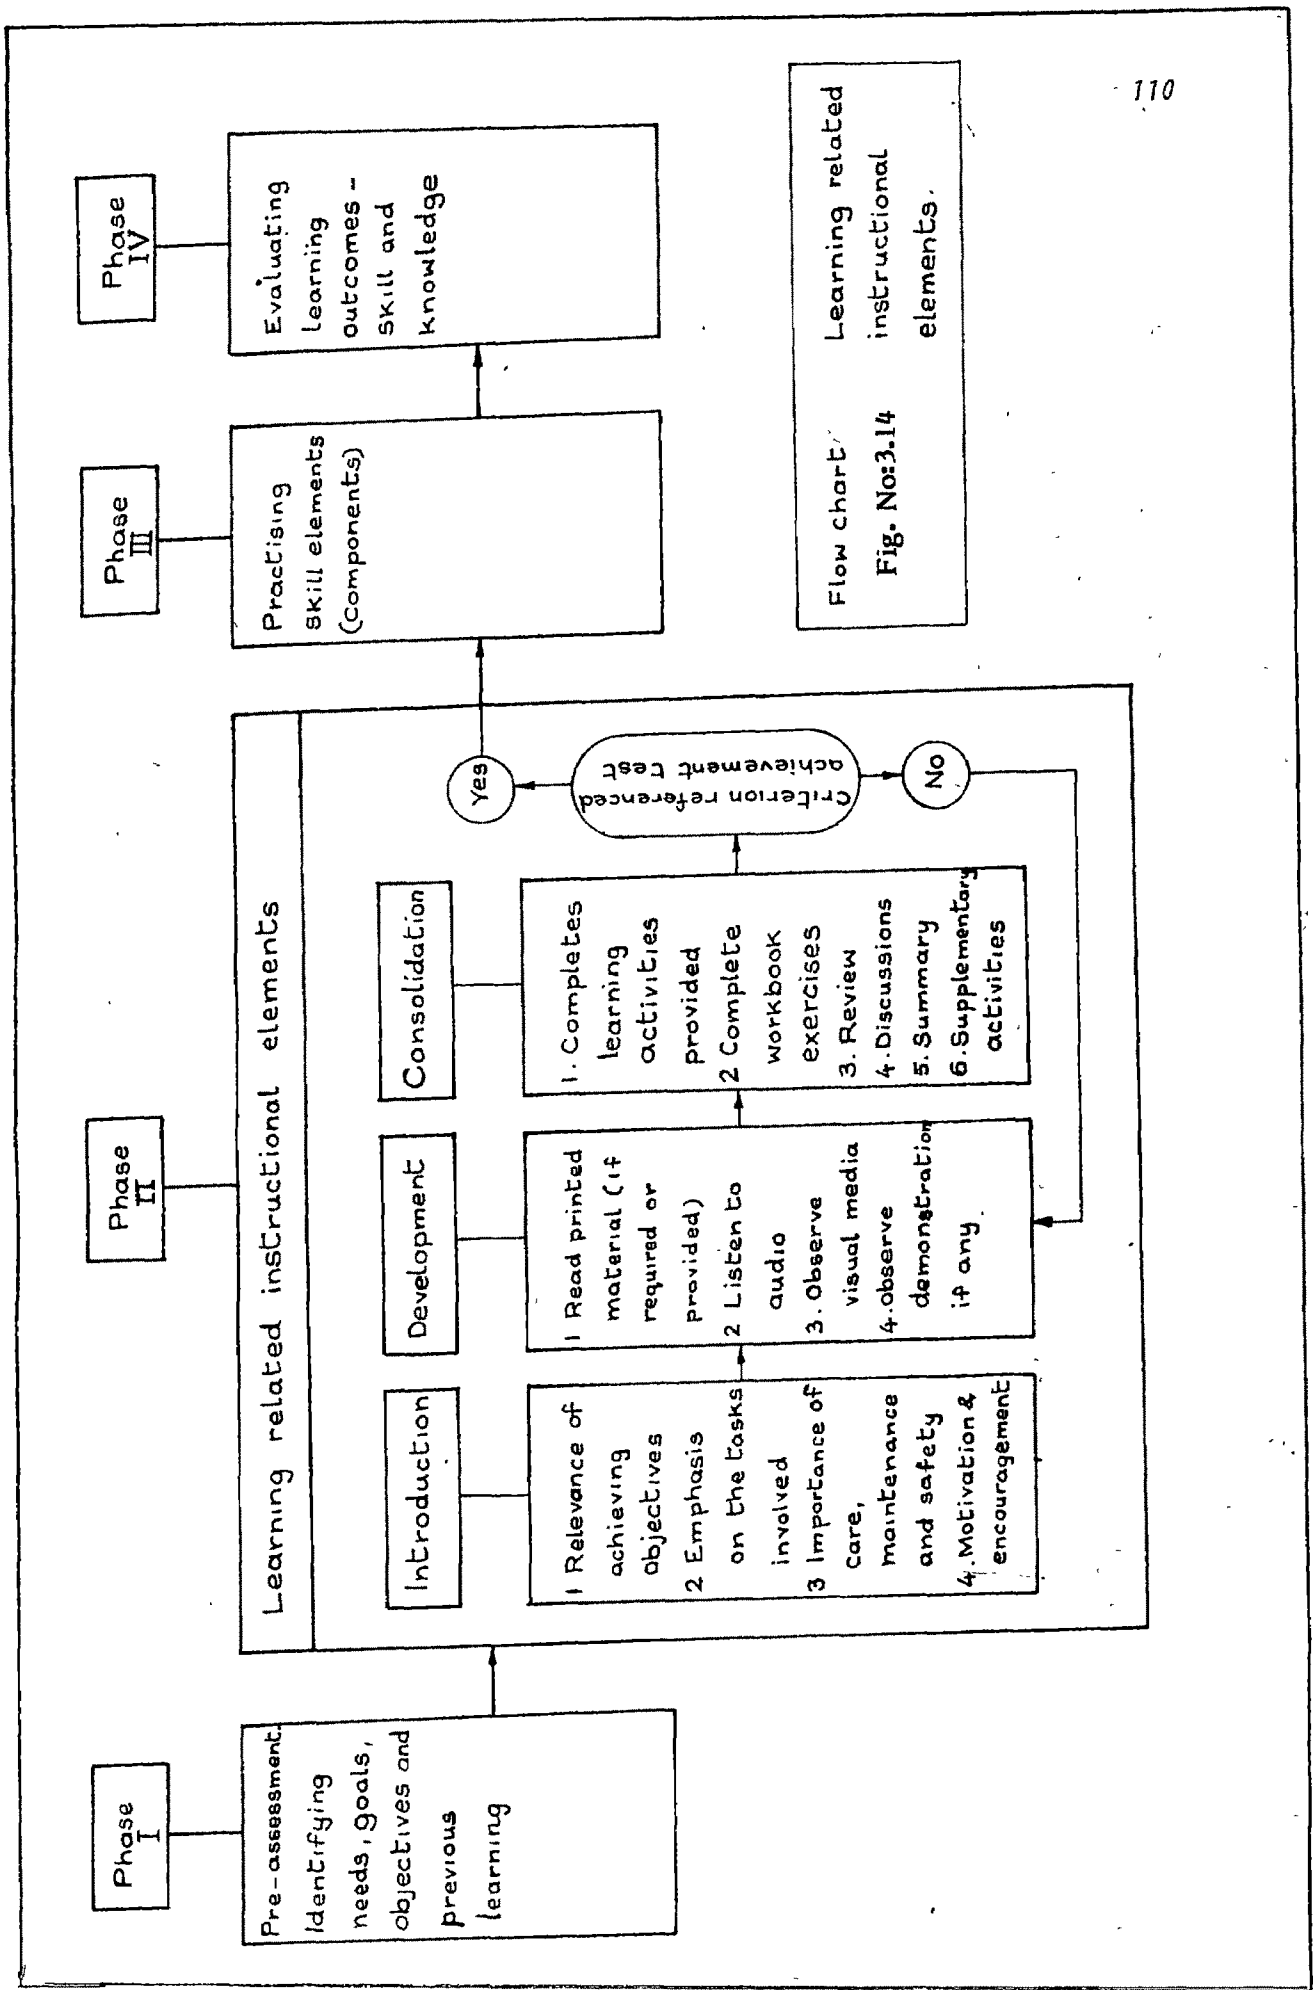 110
Phase
I
Pre-assessment.
Identifying
needs, goals,
objectives and
previous
learning
Phase
II
Learning related instructional elements
Introduction
1 Relevance of
achieving
objectives
2 Emphasis
on the tasks
involved
3 Importance of
care,
maintenance
and safety
4. Motivation &
encouragement
Development
1 Read printed
material (if
required or
provided)
2 Listen to
audio
3. Observe
visual media
4. observe
demonstration
if any.
Consolidation
1. Completes
learning
activities
provided
2 Complete
workbook
exercises
3. Review
4. Discussions
5. Summary
6. Supplementary
activities
Criterion referenced
achievement test
Yes
No
Phase
III
Practising
skill elements
(components)
Phase
IV
Evaluating
learning
outcomes -
skill and
knowledge
Flow chart Learning related
Fig. No:3.14 instructional
elements.